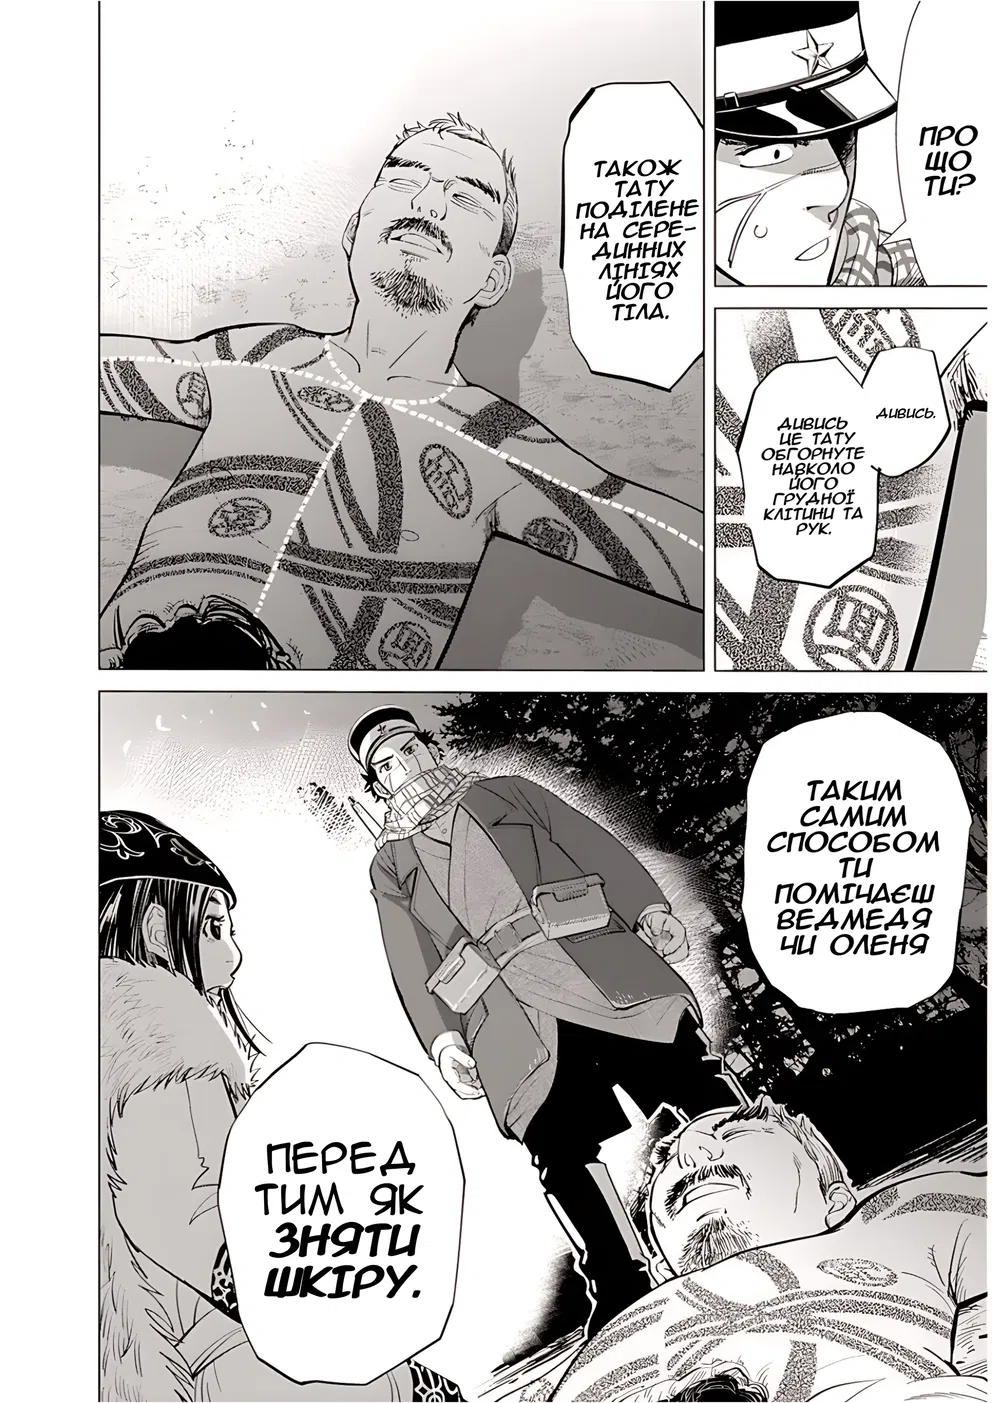 ПРО
ЩО
ТИ?
ДИВИСЬ.
ДИВИСЬ
ЦЕ ТАТУ
ОБГОРНУТЕ
НАВКОЛО
ЙОГО
ГРУДНОЇ
КЛІТИНИ ТА
РУК.
ТАКОЖ
ТАТУ
ПОДІЛЕНЕ
НА СЕРЕ-
ДИННИХ
ЛІНІЯХ
ЙОГО
ТІЛА.
ТАКИМ
САМИМ
СПОСОБОМ
ТИ
ПОМІЧАЄШ
ВЕДМЕДЯ
ЧИ ОЛЕНЯ
ПЕРЕД
ТИМ ЯК
ЗНЯТИ
ШКІРУ.